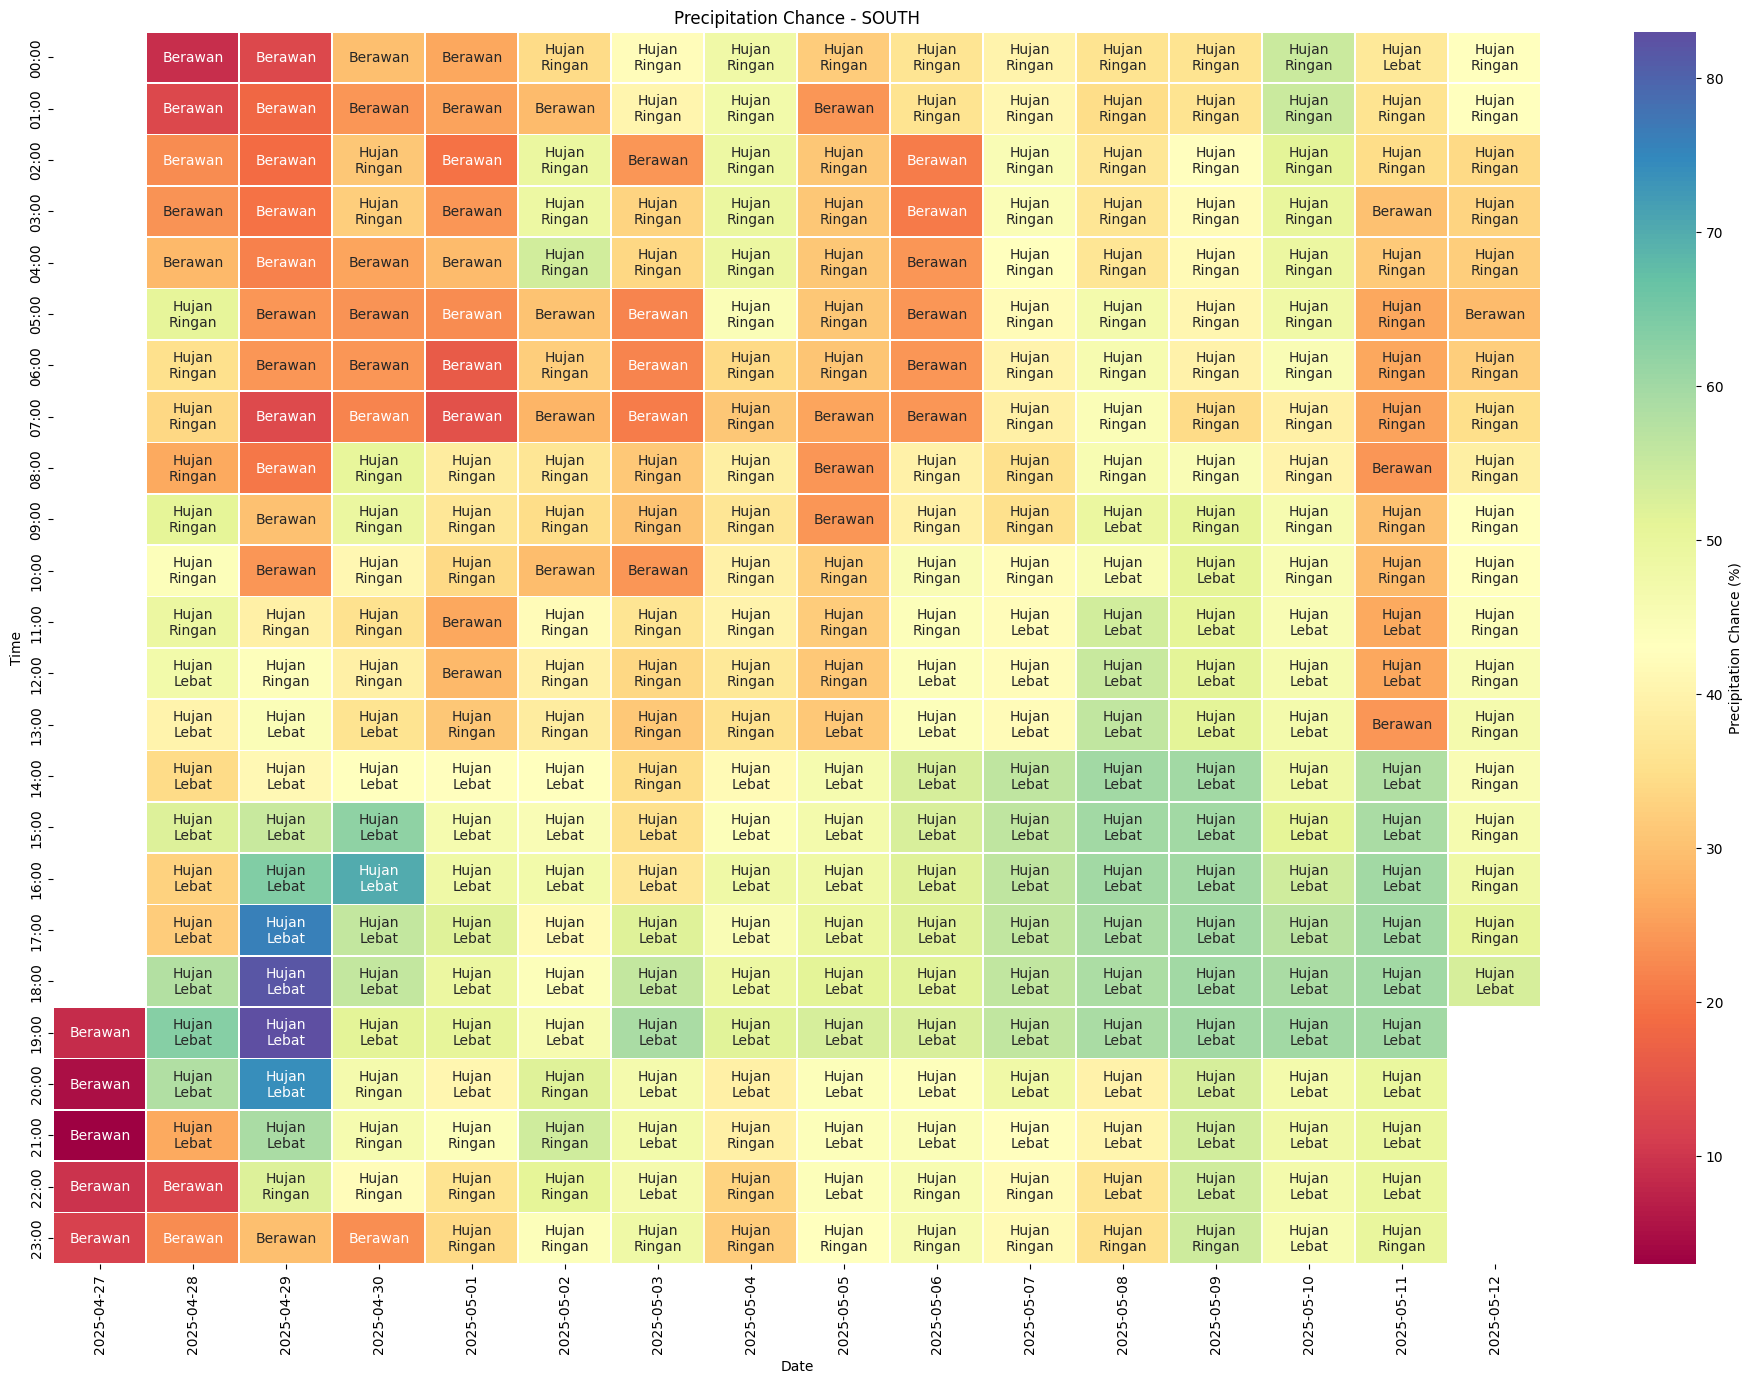 Precipitation Chance - SOUTH
00:00 Berawan Berawan Berawan Berawan Hujan Ringan Hujan Ringan Hujan Ringan Hujan Ringan Hujan Ringan Hujan Ringan Hujan Ringan Hujan Ringan Hujan Ringan Hujan Lebat Hujan Ringan
01:00 Berawan Berawan Berawan Berawan Berawan Hujan Ringan Hujan Ringan Berawan Hujan Ringan Hujan Ringan Hujan Ringan Hujan Ringan Hujan Ringan Hujan Ringan Hujan Ringan
02:00 Berawan Berawan Hujan Ringan Berawan Hujan Ringan Berawan Hujan Ringan Hujan Ringan Berawan Hujan Ringan Hujan Ringan Hujan Ringan Hujan Ringan Hujan Ringan Hujan Ringan
03:00 Berawan Berawan Hujan Ringan Berawan Hujan Ringan Hujan Ringan Hujan Ringan Hujan Ringan Berawan Hujan Ringan Hujan Ringan Hujan Ringan Hujan Ringan Berawan Hujan Ringan
04:00 Berawan Berawan Berawan Berawan Hujan Ringan Hujan Ringan Hujan Ringan Hujan Ringan Berawan Hujan Ringan Hujan Ringan Hujan Ringan Hujan Ringan Hujan Ringan Hujan Ringan
05:00 Hujan Ringan Berawan Berawan Berawan Berawan Berawan Hujan Ringan Hujan Ringan Berawan Hujan Ringan Hujan Ringan Hujan Ringan Hujan Ringan Hujan Ringan Berawan
06:00 Hujan Ringan Berawan Berawan Berawan Hujan Ringan Berawan Hujan Ringan Hujan Ringan Berawan Hujan Ringan Hujan Ringan Hujan Ringan Hujan Ringan Hujan Ringan Hujan Ringan
07:00 Hujan Ringan Berawan Berawan Berawan Berawan Berawan Hujan Ringan Berawan Berawan Hujan Ringan Hujan Ringan Hujan Ringan Hujan Ringan Hujan Ringan Hujan Ringan
08:00 Hujan Ringan Berawan Hujan Ringan Hujan Ringan Hujan Ringan Hujan Ringan Hujan Ringan Berawan Hujan Ringan Hujan Ringan Hujan Ringan Hujan Ringan Hujan Ringan Berawan Hujan Ringan
09:00 Hujan Ringan Berawan Hujan Ringan Hujan Ringan Hujan Ringan Hujan Ringan Hujan Ringan Berawan Hujan Ringan Hujan Ringan Hujan Lebat Hujan Ringan Hujan Ringan Hujan Ringan Hujan Ringan
10:00 Hujan Ringan Berawan Hujan Ringan Hujan Ringan Berawan Berawan Hujan Ringan Hujan Ringan Hujan Ringan Hujan Ringan Hujan Lebat Hujan Lebat Hujan Ringan Hujan Ringan Hujan Ringan
11:00 Hujan Ringan Hujan Ringan Hujan Ringan Berawan Hujan Ringan Hujan Ringan Hujan Ringan Hujan Ringan Hujan Ringan Hujan Lebat Hujan Lebat Hujan Lebat Hujan Lebat Hujan Lebat Hujan Ringan
12:00 Hujan Lebat Hujan Ringan Hujan Ringan Berawan Hujan Ringan Hujan Ringan Hujan Ringan Hujan Ringan Hujan Lebat Hujan Lebat Hujan Lebat Hujan Lebat Hujan Lebat Hujan Lebat Hujan Ringan
13:00 Hujan Lebat Hujan Lebat Hujan Lebat Hujan Ringan Hujan Ringan Hujan Ringan Hujan Ringan Hujan Lebat Hujan Lebat Hujan Lebat Hujan Lebat Hujan Lebat Hujan Lebat Berawan Hujan Ringan
14:00 Hujan Lebat Hujan Lebat Hujan Lebat Hujan Lebat Hujan Lebat Hujan Ringan Hujan Lebat Hujan Lebat Hujan Lebat Hujan Lebat Hujan Lebat Hujan Lebat Hujan Lebat Hujan Lebat Hujan Ringan
15:00 Hujan Lebat Hujan Lebat Hujan Lebat Hujan Lebat Hujan Lebat Hujan Lebat Hujan Lebat Hujan Lebat Hujan Lebat Hujan Lebat Hujan Lebat Hujan Lebat Hujan Lebat Hujan Lebat Hujan Ringan
16:00 Hujan Lebat Hujan Lebat Hujan Lebat Hujan Lebat Hujan Lebat Hujan Lebat Hujan Lebat Hujan Lebat Hujan Lebat Hujan Lebat Hujan Lebat Hujan Lebat Hujan Lebat Hujan Lebat Hujan Ringan
17:00 Hujan Lebat Hujan Lebat Hujan Lebat Hujan Lebat Hujan Lebat Hujan Lebat Hujan Lebat Hujan Lebat Hujan Lebat Hujan Lebat Hujan Lebat Hujan Lebat Hujan Lebat Hujan Lebat Hujan Ringan
18:00 Hujan Lebat Hujan Lebat Hujan Lebat Hujan Lebat Hujan Lebat Hujan Lebat Hujan Lebat Hujan Lebat Hujan Lebat Hujan Lebat Hujan Lebat Hujan Lebat Hujan Lebat Hujan Lebat Hujan Lebat
19:00 Berawan Hujan Lebat Hujan Lebat Hujan Lebat Hujan Lebat Hujan Lebat Hujan Lebat Hujan Lebat Hujan Lebat Hujan Lebat Hujan Lebat Hujan Lebat Hujan Lebat Hujan Lebat Hujan Lebat
20:00 Berawan Hujan Lebat Hujan Lebat Hujan Ringan Hujan Lebat Hujan Ringan Hujan Lebat Hujan Lebat Hujan Lebat Hujan Lebat Hujan Lebat Hujan Lebat Hujan Lebat Hujan Lebat Hujan Lebat
21:00 Berawan Hujan Lebat Hujan Lebat Hujan Ringan Hujan Ringan Hujan Ringan Hujan Lebat Hujan Ringan Hujan Lebat Hujan Lebat Hujan Lebat Hujan Lebat Hujan Lebat Hujan Lebat Hujan Lebat
22:00 Berawan Berawan Hujan Ringan Hujan Ringan Hujan Ringan Hujan Ringan Hujan Lebat Hujan Ringan Hujan Lebat Hujan Ringan Hujan Ringan Hujan Lebat Hujan Lebat Hujan Lebat Hujan Lebat
23:00 Berawan Berawan Berawan Berawan Hujan Ringan Hujan Ringan Hujan Ringan Hujan Ringan Hujan Ringan Hujan Ringan Hujan Ringan Hujan Ringan Hujan Ringan Hujan Lebat Hujan Ringan
Time
2025-04-27 2025-04-28 2025-04-29 2025-04-30 2025-05-01 2025-05-02 2025-05-03 2025-05-04 2025-05-05 2025-05-06 2025-05-07 2025-05-08 2025-05-09 2025-05-10 2025-05-11 2025-05-12
Date
80
70
60
50
40
30
20
10
Precipitation Chance (%)